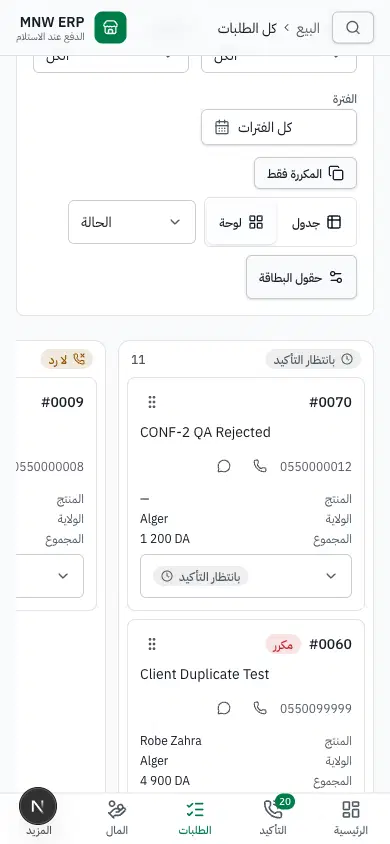 البيع › كل الطلبات
MNW ERP
الدفع عند الاستلام
الكل
الكل
الفترة
كل الفترات
المكررة فقط
جدول
لوحة
الحالة
حقول البطاقة
بانتظار التأكيد
11
#0070
CONF-2 QA Rejected
0550000012
المنتج
—
الولاية
Alger
المجموع
1 200 DA
بانتظار التأكيد
#0060
مكرر
Client Duplicate Test
0550099999
المنتج
Robe Zahra
الولاية
Alger
المجموع
4 900 DA
لا رد
#0009
0550000008
المنتج
الولاية
المجموع
الرئيسية
التأكيد
20
الطلبات
المال
المزيد
N